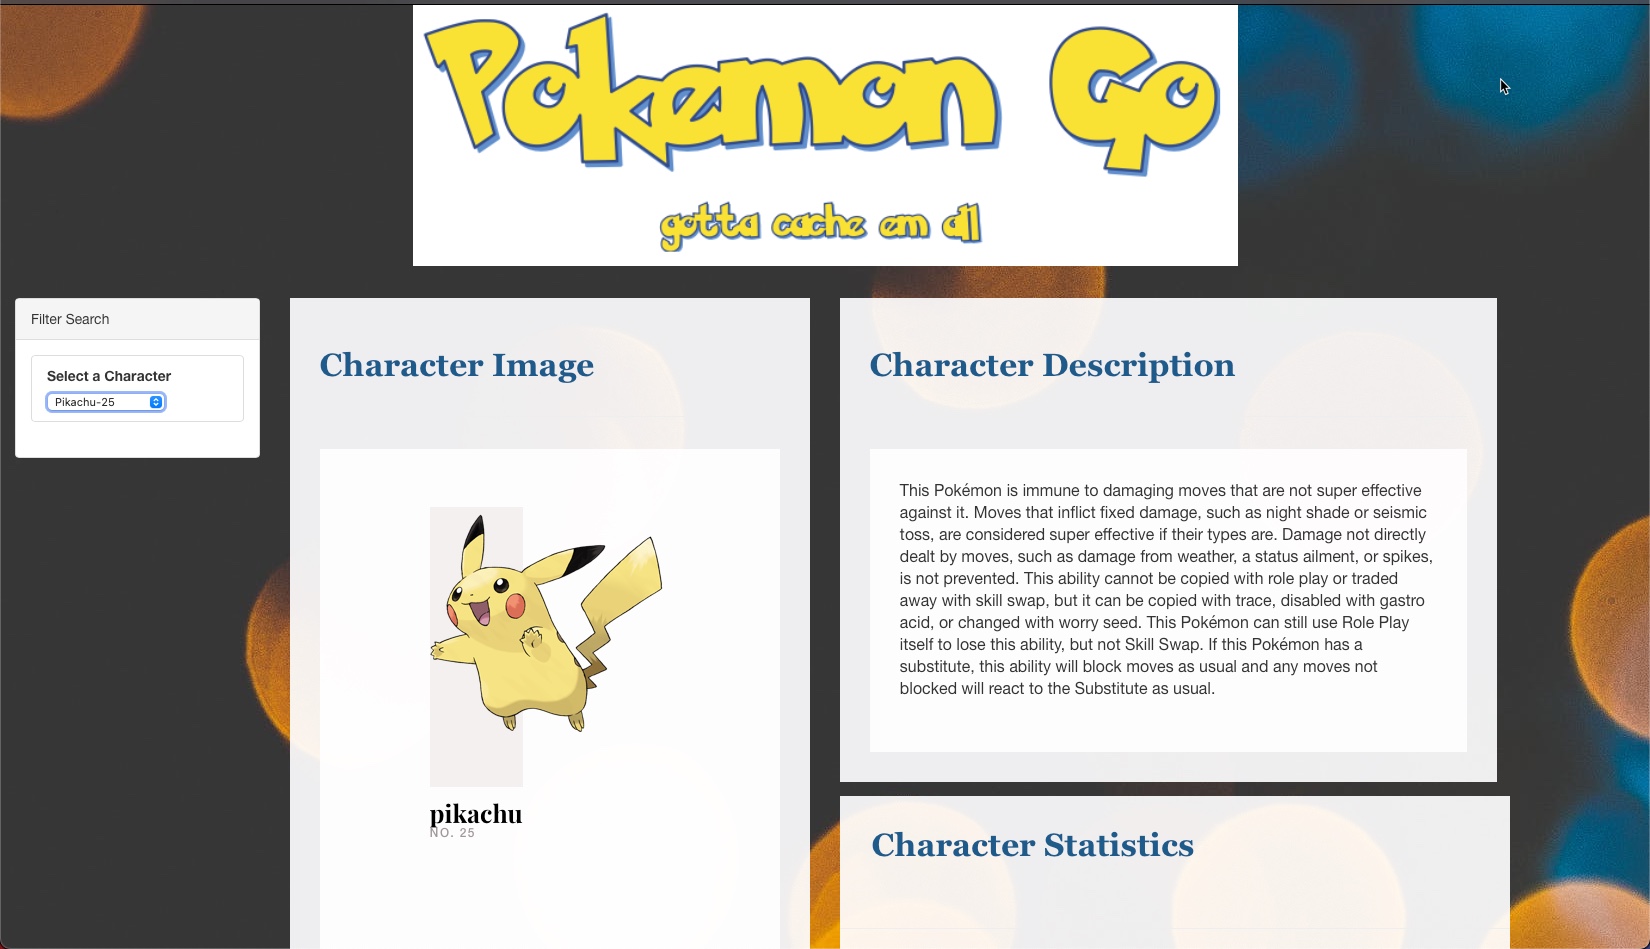 Pokemon Go
gotta cache em all
Filter Search
Select a Character
Pikachu-25
Character Image
pikachu
NO. 25
Character Description
This Pokémon is immune to damaging moves that are not super effective
against it. Moves that inflict fixed damage, such as night shade or seismic
toss, are considered super effective if their types are. Damage not directly
dealt by moves, such as damage from weather, a status ailment, or spikes,
is not prevented. This ability cannot be copied with role play or traded
away with skill swap, but it can be copied with trace, disabled with gastro
acid, or changed with worry seed. This Pokémon can still use Role Play
itself to lose this ability, but not Skill Swap. If this Pokémon has a
substitute, this ability will block moves as usual and any moves not
blocked will react to the Substitute as usual.
Character Statistics